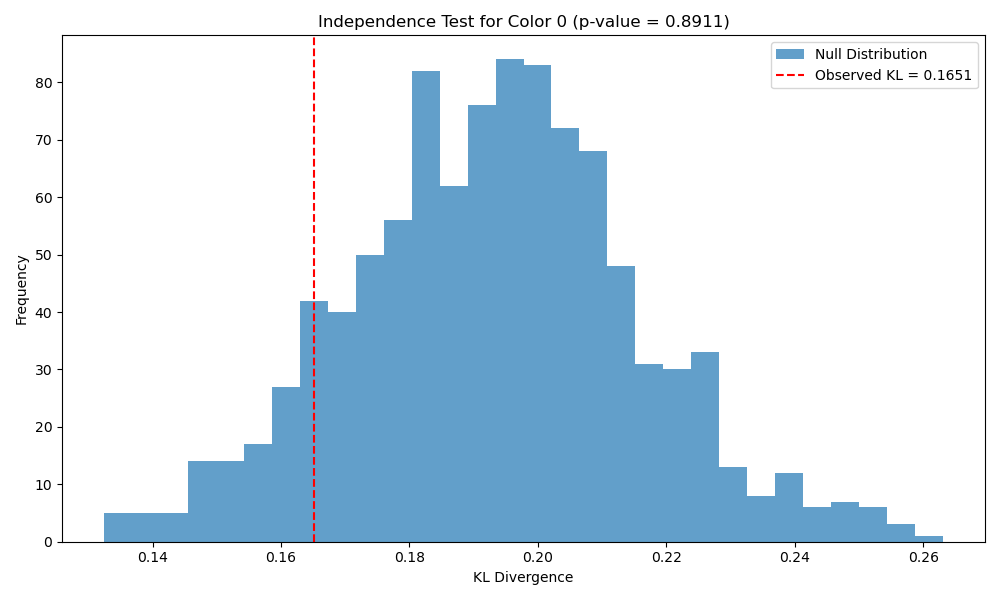 Independence Test for Color 0 (p-value = 0.8911)
Null Distribution
Observed KL = 0.1651
Frequency
80
70
60
50
40
30
20
10
0
0.14 0.16 0.18 0.20 0.22 0.24 0.26
KL Divergence